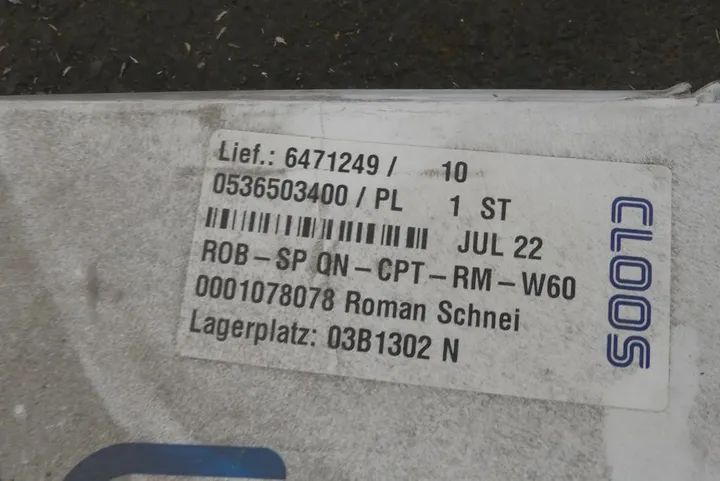 Lief.: 6471249 / 10
0536503400 / PL 1 ST
JUL 22
ROB-SP QN-CPT-RM-W60
0001078078 Roman Schnei
Lagerplatz: 03B1302 N
CLOOS